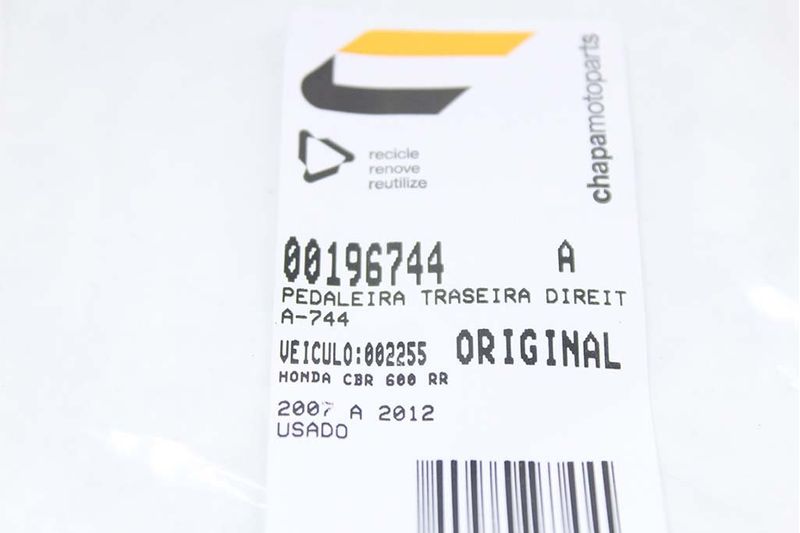 chapamotoparts
recicle
renove
reutilize
00196744 A
PEDALEIRA TRASEIRA DIREIT
A-744
VEICULO:002255 ORIGINAL
HONDA CBR 600 RR
2007 A 2012
USADO